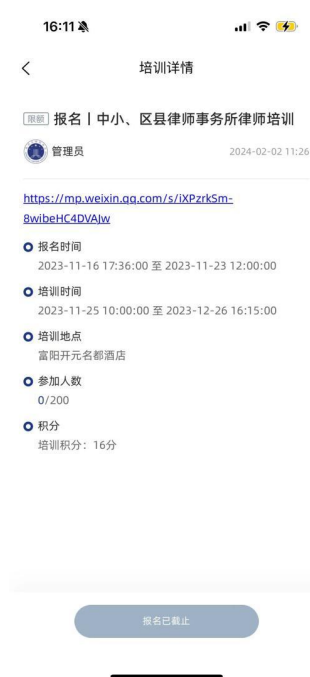 16:11
培训详情
限额 报名丨中小、区县律师事务所律师培训
管理员 2024-02-02 11:26
https://mp.weixin.qq.com/s/iXPzrkSm-
8wibeHC4DVAJw
报名时间
2023-11-16 17:36:00 至 2023-11-23 12:00:00
培训时间
2023-11-25 10:00:00 至 2023-12-26 16:15:00
培训地点
富阳开元名都酒店
参加人数
0/200
积分
培训积分：16分
报名已截止